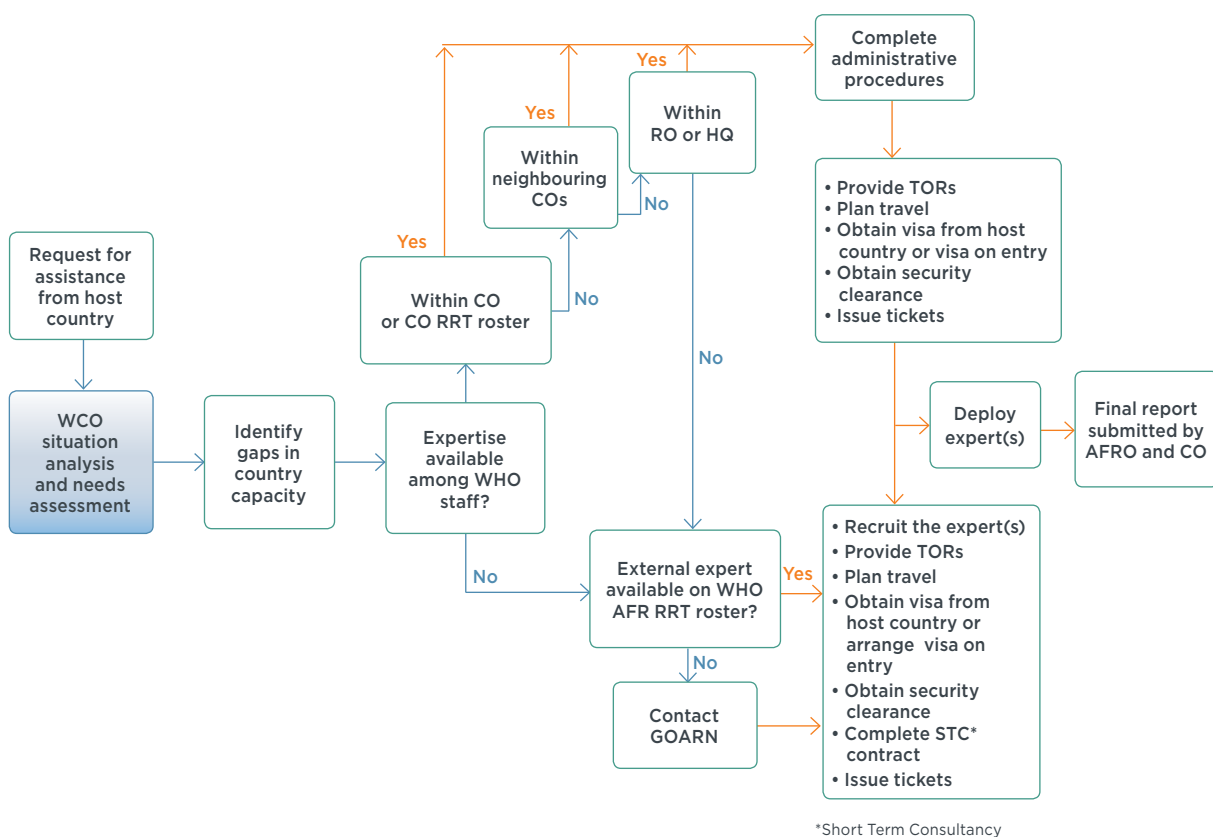 Request for
assistance
from host
country
WCO
situation
analysis
and needs
assessment
Identify
gaps in
country
capacity
Expertise
available
among WHO
staff?
Within CO
or CO RRT roster
Yes
No
Within
neighbouring
COs
Yes
No
Within
RO or HQ
Yes
No
Complete
administrative
procedures
• Provide TORs
• Plan travel
• Obtain visa from host
country or visa on entry
• Obtain security
clearance
• Issue tickets
Deploy
expert(s)
Final report
submitted by
AFRO and CO
No
External expert
available on WHO
AFR RRT roster?
Yes
No
Contact
GOARN
• Recruit the expert(s)
• Provide TORs
• Plan travel
• Obtain visa from
host country or
arrange visa on
entry
• Obtain security
clearance
• Complete STC*
contract
• Issue tickets
*Short Term Consultancy